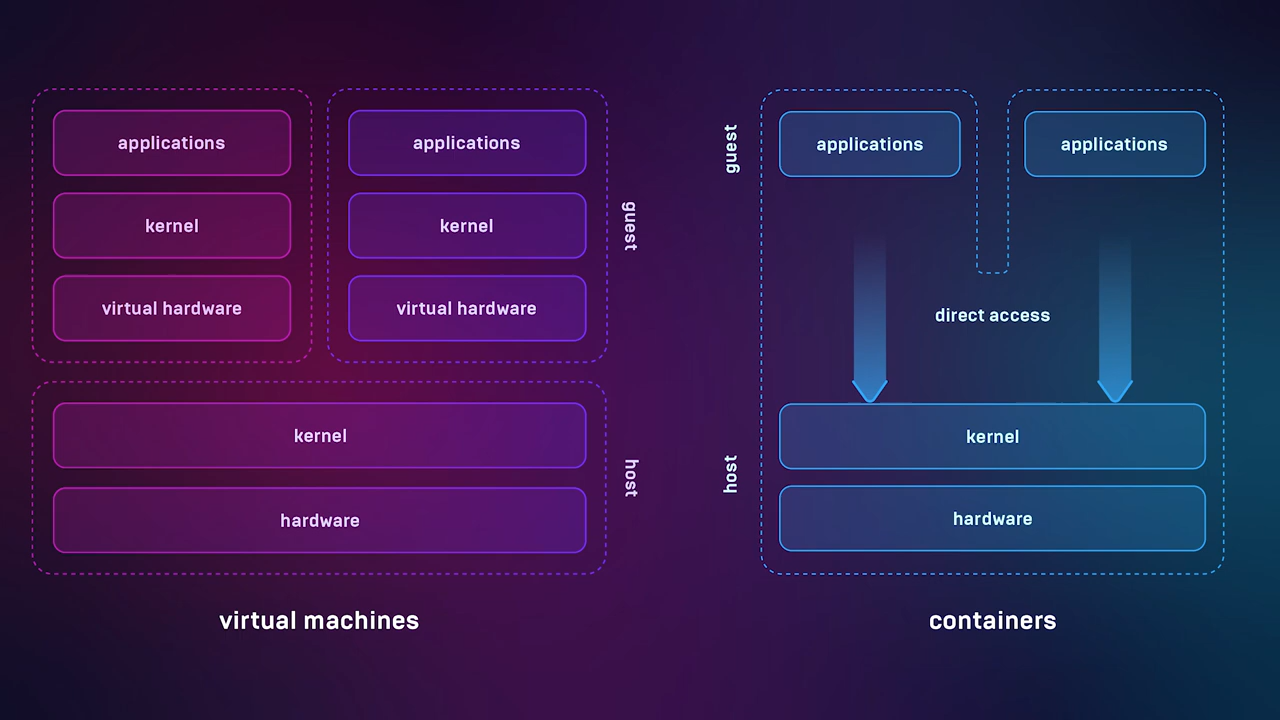 applications
kernel
virtual hardware
applications
kernel
virtual hardware
guest
kernel
hardware
host
virtual machines
guest
applications
applications
direct access
host
kernel
hardware
containers